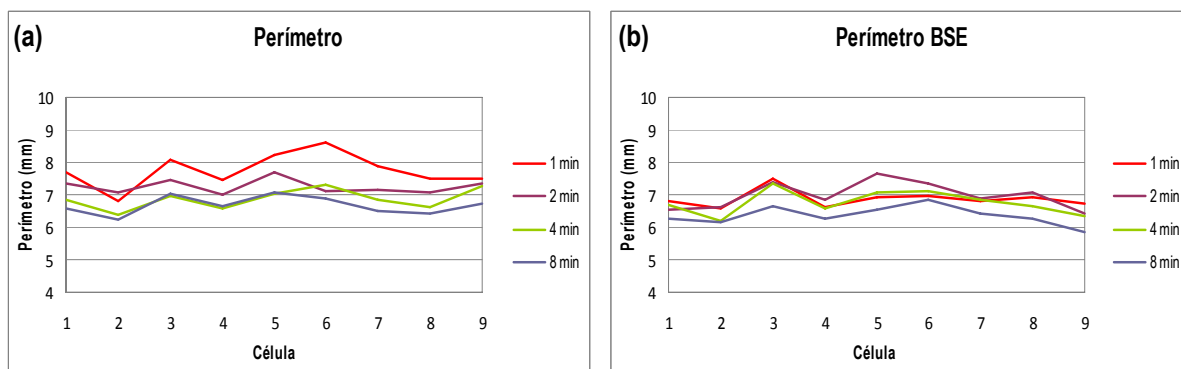 (a)
Perímetro
Perímetro (mm)
10
9
8
7
6
5
4
1 2 3 4 5 6 7 8 9
Célula
1 min
2 min
4 min
8 min
(b)
Perímetro BSE
Perímetro (mm)
10
9
8
7
6
5
4
1 2 3 4 5 6 7 8 9
Célula
1 min
2 min
4 min
8 min